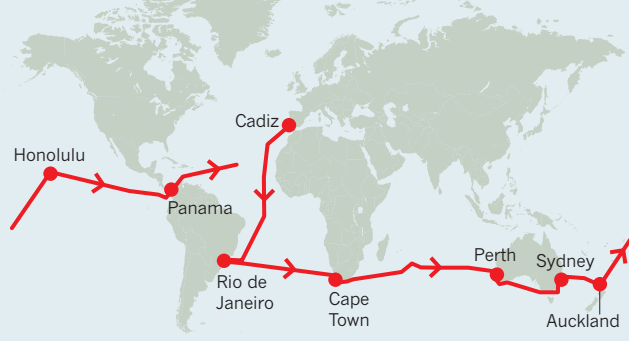 Cadiz
Honolulu
Panama
Rio de
Janeiro
Cape
Town
Perth
Sydney
Auckland